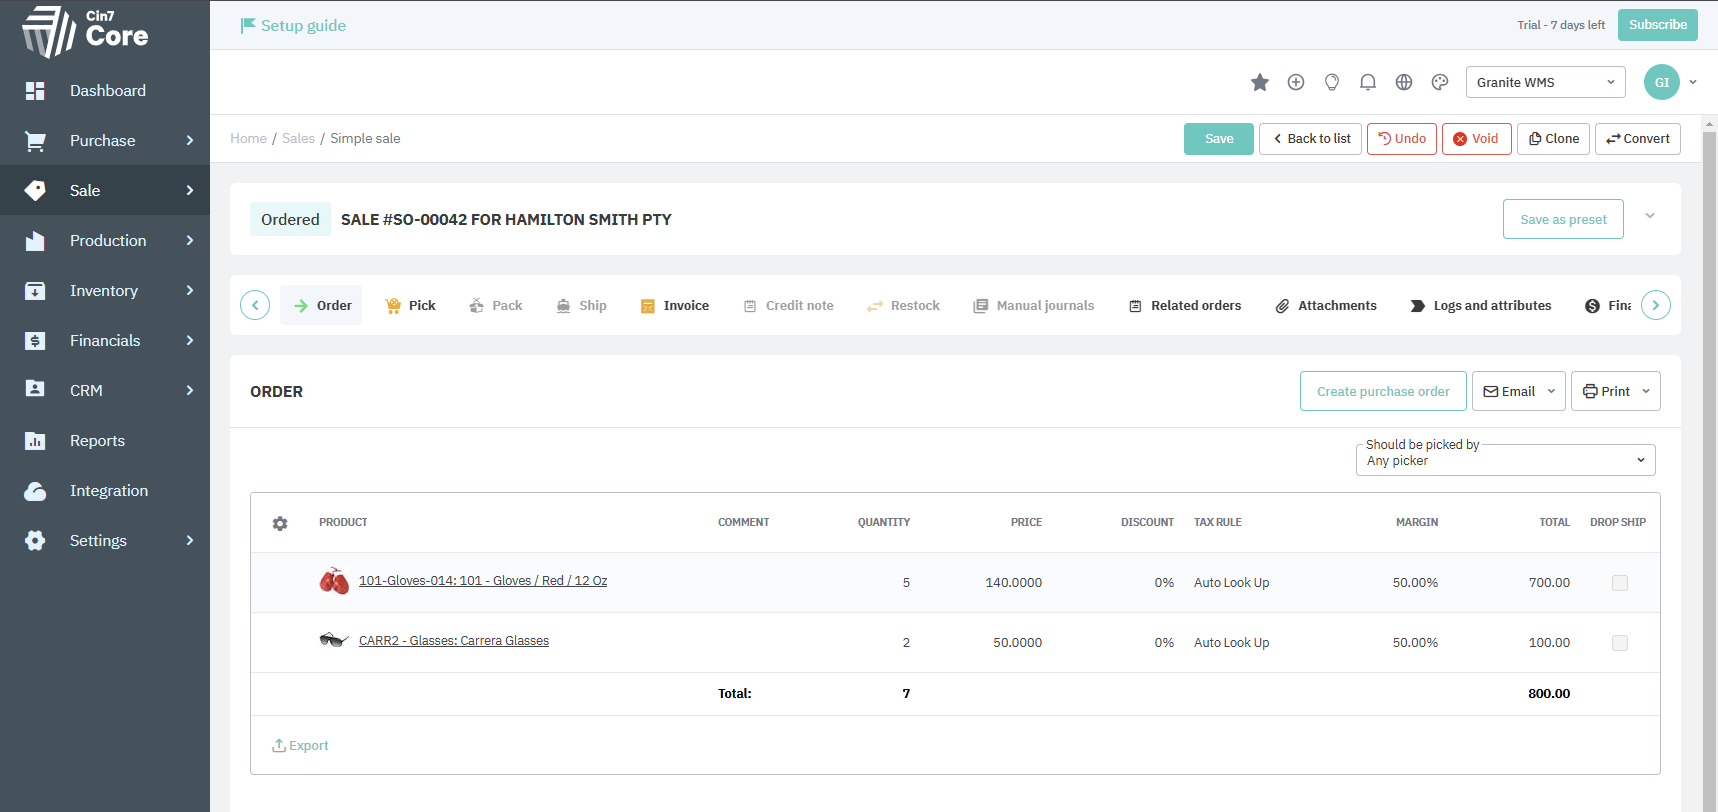 Cin7
Core
Setup guide
Trial - 7 days left
Subscribe
Granite WMS
GI
Dashboard
Purchase
Sale
Production
Inventory
Financials
CRM
Reports
Integration
Settings
Home / Sales / Simple sale
Save
Back to list
Undo
Void
Clone
Convert
Ordered
SALE #SO-00042 FOR HAMILTON SMITH PTY
Save as preset
Order
Pick
Pack
Ship
Invoice
Credit note
Restock
Manual journals
Related orders
Attachments
Logs and attributes
Fina
ORDER
Create purchase order
Email
Print
Should be picked by
Any picker
PRODUCT COMMENT QUANTITY PRICE DISCOUNT TAX RULE MARGIN TOTAL DROP SHIP
101-Gloves-014: 101 - Gloves / Red / 12 Oz 5 140.0000 0% Auto Look Up 50.00% 700.00
CARR2 - Glasses: Carrera Glasses 2 50.0000 0% Auto Look Up 50.00% 100.00
Total: 7 800.00
Export